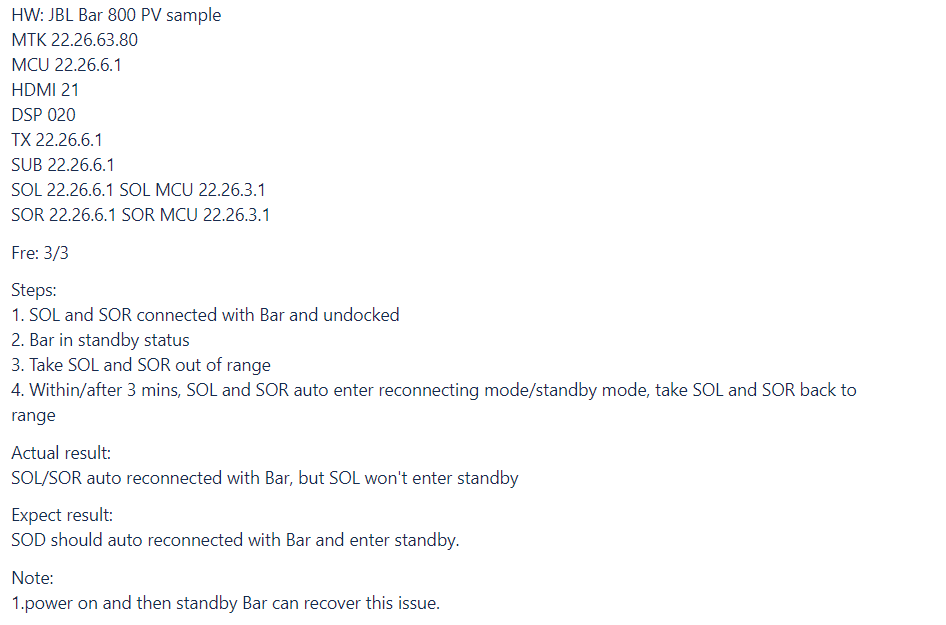 HW: JBL Bar 800 PV sample
MTK 22.26.63.80
MCU 22.26.6.1
HDMI 21
DSP 020
TX 22.26.6.1
SUB 22.26.6.1
SOL 22.26.6.1 SOL MCU 22.26.3.1
SOR 22.26.6.1 SOR MCU 22.26.3.1
Fre: 3/3
Steps:
1. SOL and SOR connected with Bar and undocked
2. Bar in standby status
3. Take SOL and SOR out of range
4. Within/after 3 mins, SOL and SOR auto enter reconnecting mode/standby mode, take SOL and SOR back to
range
Actual result:
SOL/SOR auto reconnected with Bar, but SOL won't enter standby
Expect result:
SOD should auto reconnected with Bar and enter standby.
Note:
1.power on and then standby Bar can recover this issue.